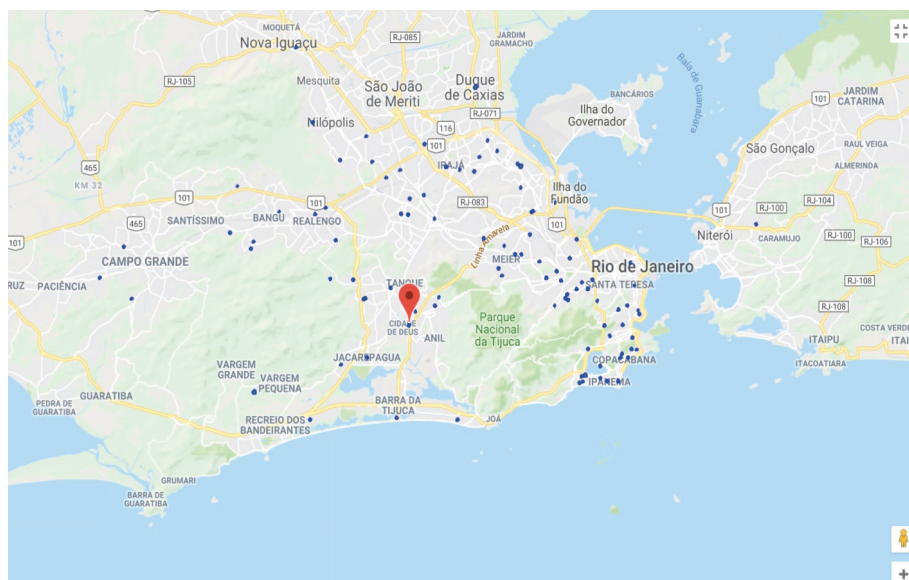 MOQUETÁ
Nova Iguaçu
RJ-085
JARDIM
GRAMACHO
RJ-105
Mesquita
São João
de Meriti
Duque
de Caxias
BANCÁRIOS
Baía de Guanabara
101
JARDIM
CATARINA
Nilópolis
RJ-071
Ilha do
Governador
116
101
IRAJÁ
São Gonçalo
RAUL VEIGA
ALMERINDA
465
KM 32
101
SANTÍSSIMO
BANGU
REALENGO
101
RJ-083
Ilha do
Fundão
101
101
RJ-100
RJ-104
465
Niterói
CARAMUJO
RJ-100
RJ-106
101
CAMPO GRANDE
Linha Amarela
MEIER
Rio de Janeiro
SANTA TERESA
RUZ
PACIÊNCIA
TANQUE
RJ-108
RJ-108
CIDADE
DE DEUS
ANIL
Parque
Nacional
da Tijuca
COSTA VERDE
ITAIPU
ITAI
ITACOATIARA
JACAREPAGUA
COPACABANA
IPANEMA
VARGEM
GRANDE
VARGEM
PEQUENA
GUARATIBA
PEDRA DE
GUARATIBA
BARRA DA
TIJUCA
RECREIO DOS
BANDEIRANTES
JOÁ
GRUMARI
BARRA DE
GUARATIBA